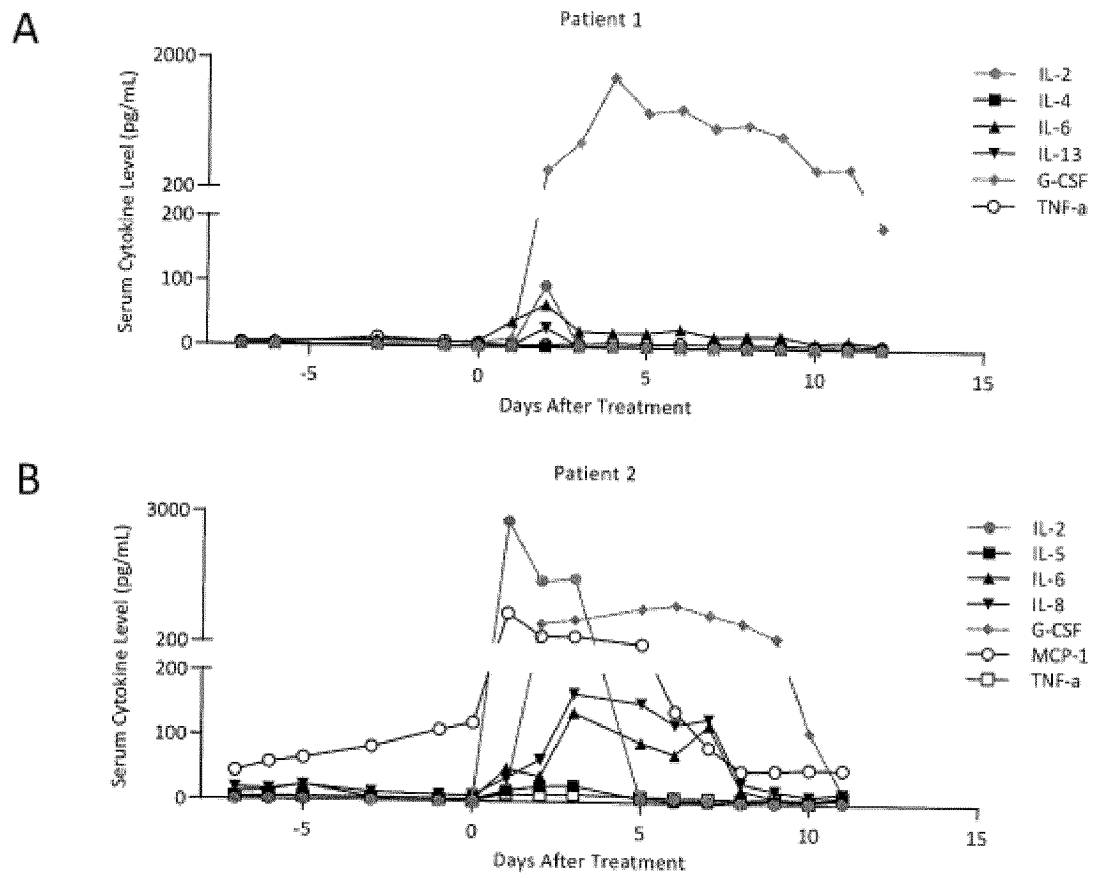 A
Patient 1
Serum Cytokine Level (pg/mL)
2000
200
200
100
0
-5
0
5
10
15
Days After Treatment
IL-2
IL-4
IL-6
IL-13
G-CSF
TNF-a
B
Patient 2
Serum Cytokine Level (pg/mL)
3000
200
200
100
0
-5
0
5
10
15
Days After Treatment
IL-2
IL-5
IL-6
IL-8
G-CSF
MCP-1
TNF-a